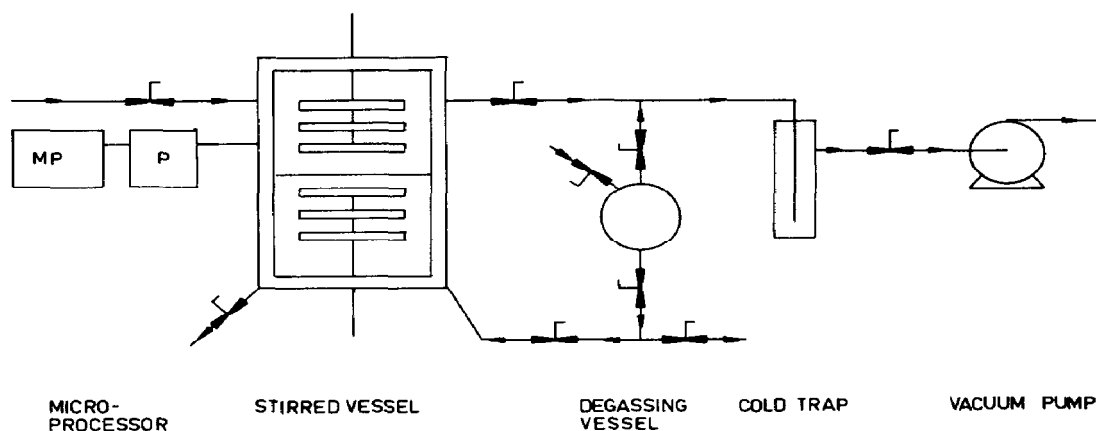 MP
P
MICRO-
PROCESSOR
STIRRED VESSEL
DEGASSING
VESSEL
COLD TRAP
VACUUM PUMP